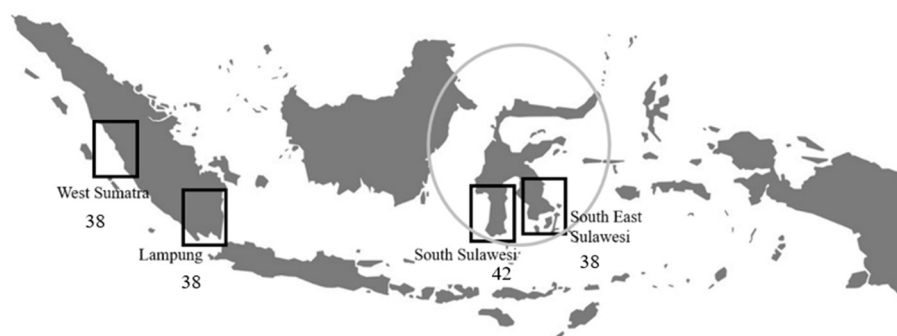 West Sumatra
38
Lampung
38
South Sulawesi
42
South East
Sulawesi
38